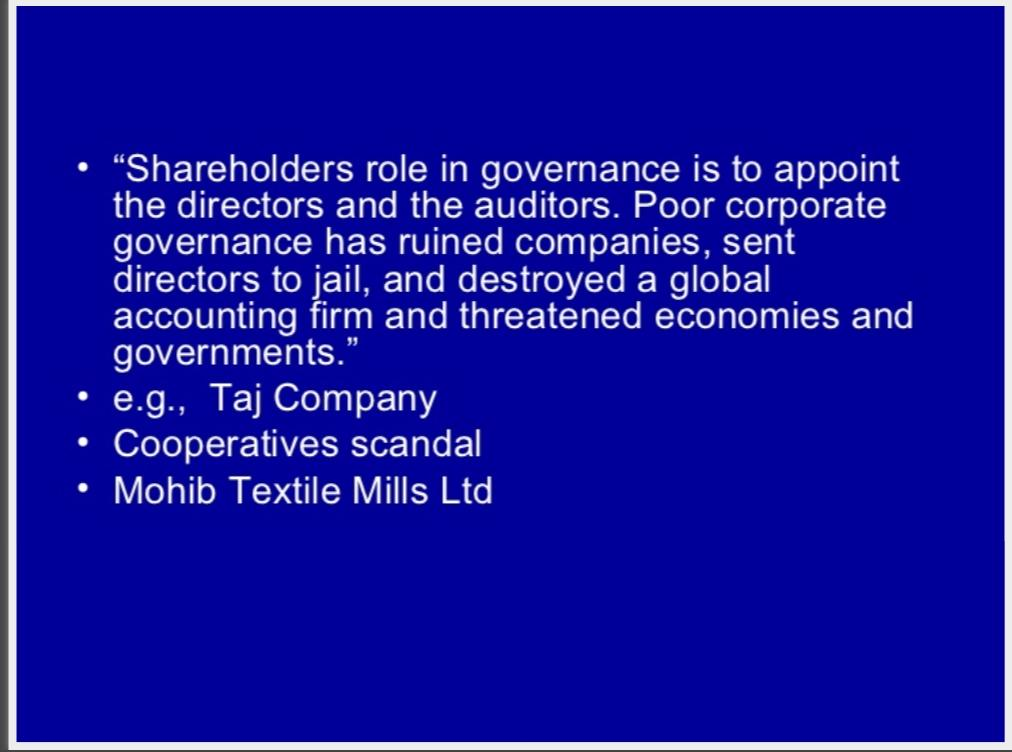 • “Shareholders role in governance is to appoint
the directors and the auditors. Poor corporate
governance has ruined companies, sent
directors to jail, and destroyed a global
accounting firm and threatened economies and
governments.”
• e.g.,  Taj Company
• Cooperatives scandal
• Mohib Textile Mills Ltd